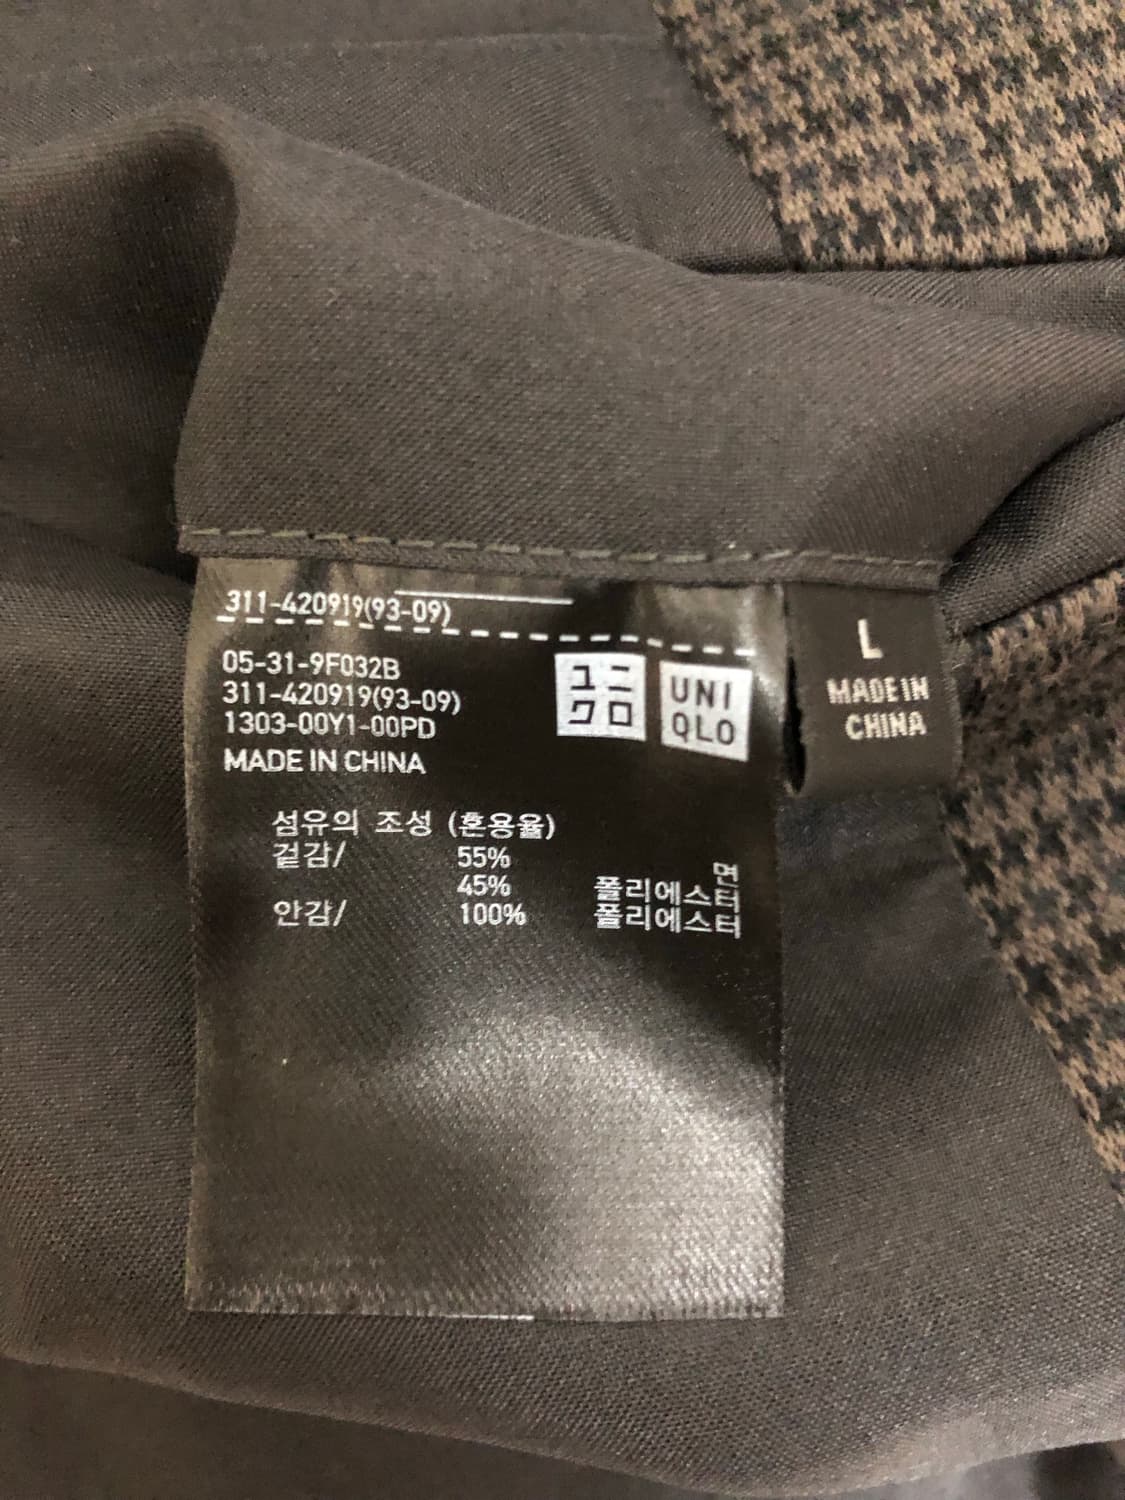 311-420919(93-09)
05-31-9F032B
311-420919(93-09)
1303-00Y1-00PD
MADE IN CHINA
ユニ
クロ
UNI
QLO
L
MADE IN
CHINA
섬유의 조성 (혼용율)
겉감/ 55% 면
45% 폴리에스터
안감/ 100% 폴리에스터